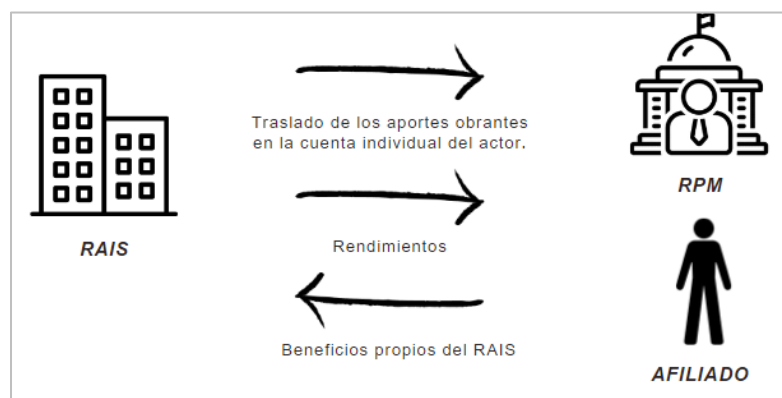 Traslado de los aportes obrantes
en la cuenta individual del actor.
RPM
RAIS
Rendimientos
Beneficios propios del RAIS
AFILIADO